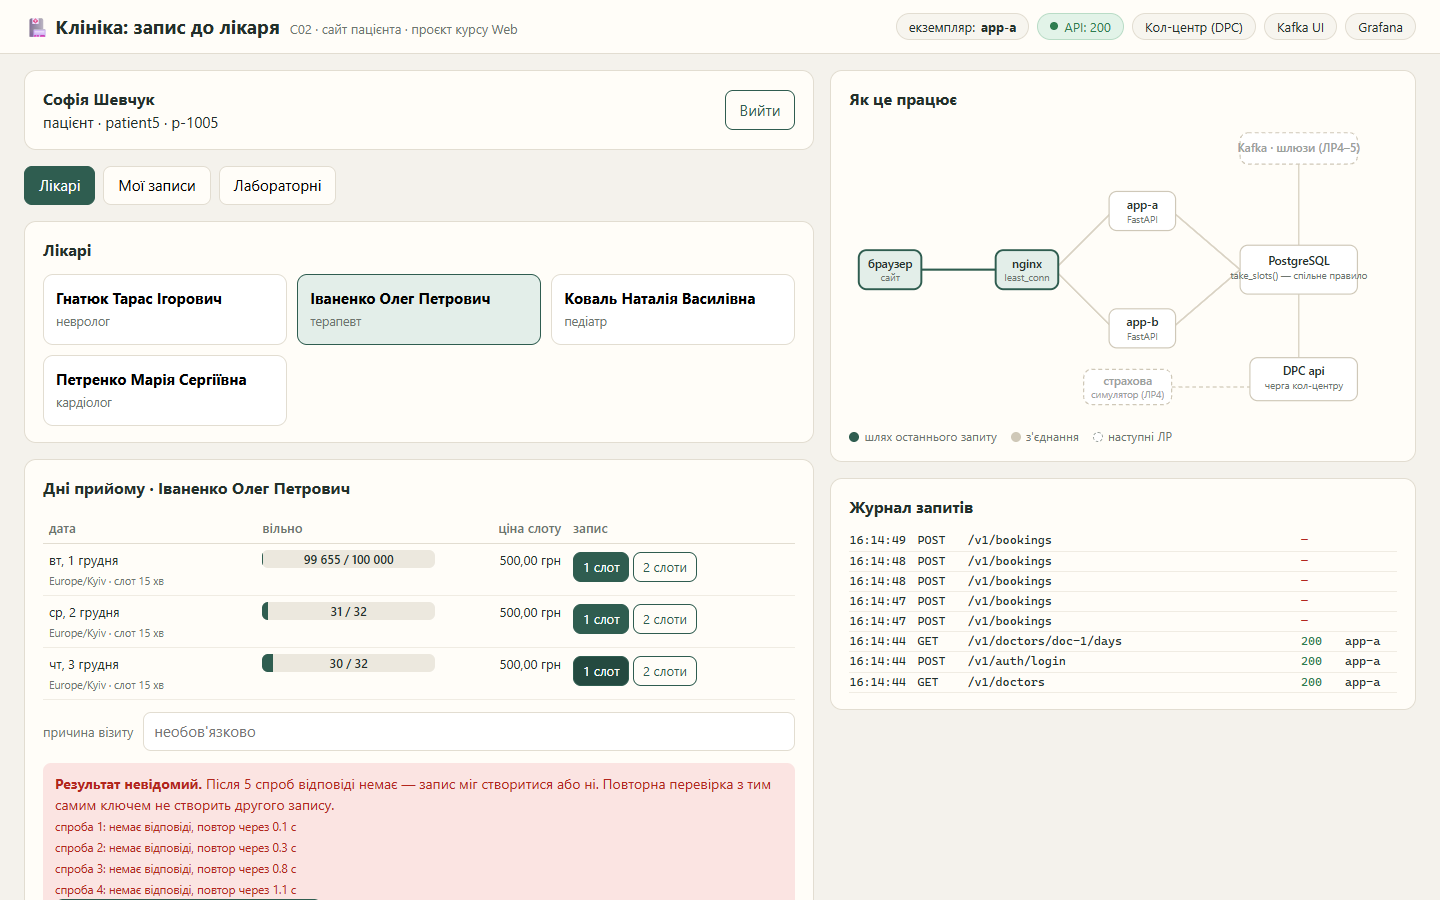 Клініка: запис до лікаря
C02 · сайт пацієнта · проєкт курсу Web
екземпляр: app-a
API: 200
Кол-центр (DPC)
Kafka UI
Grafana
Софія Шевчук
пацієнт · patient5 · p-1005
Вийти
Лікарі
Мої записи
Лабораторні
Лікарі
Гнатюк Тарас Ігорович
невролог
Іваненко Олег Петрович
терапевт
Коваль Наталія Василівна
педіатр
Петренко Марія Сергіївна
кардіолог
Дні прийому · Іваненко Олег Петрович
дата вільно ціна слоту запис
вт, 1 грудня 99 655 / 100 000 500,00 грн 1 слот 2 слоти
Europe/Kyiv · слот 15 хв
ср, 2 грудня 31 / 32 500,00 грн 1 слот 2 слоти
Europe/Kyiv · слот 15 хв
чт, 3 грудня 30 / 32 500,00 грн 1 слот 2 слоти
Europe/Kyiv · слот 15 хв
причина візиту необов'язково
Результат невідомий. Після 5 спроб відповіді немає — запис міг створитися або ні. Повторна перевірка з тим
самим ключем не створить другого запису.
спроба 1: немає відповіді, повтор через 0.1 с
спроба 2: немає відповіді, повтор через 0.3 с
спроба 3: немає відповіді, повтор через 0.8 с
спроба 4: немає відповіді, повтор через 1.1 с
Як це працює
Kafka · шлюзи (ЛР4–5)
app-a
FastAPI
браузер
сайт
nginx
least_conn
PostgreSQL
take_slots() — спільне правило
app-b
FastAPI
DPC api
черга кол-центру
страхова
симулятор (ЛР4)
шлях останнього запиту
з'єднання
наступні ЛР
Журнал запитів
16:14:49 POST /v1/bookings —
16:14:48 POST /v1/bookings —
16:14:48 POST /v1/bookings —
16:14:47 POST /v1/bookings —
16:14:47 POST /v1/bookings —
16:14:44 GET /v1/doctors/doc-1/days 200 app-a
16:14:44 POST /v1/auth/login 200 app-a
16:14:44 GET /v1/doctors 200 app-a